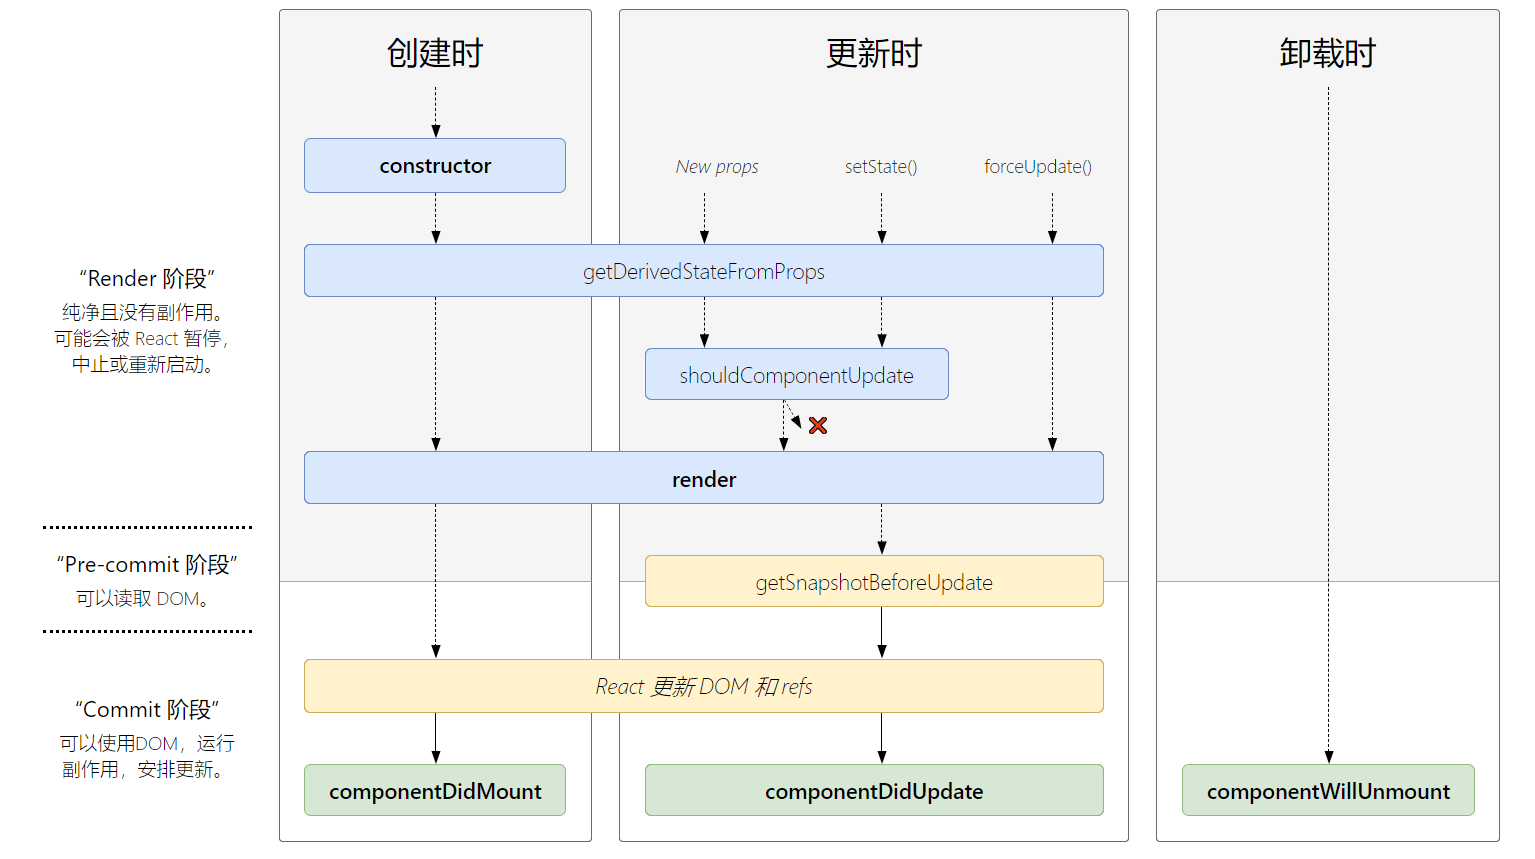 创建时
更新时
卸载时
constructor
New props
setState()
forceUpdate()
getDerivedStateFromProps
“Render 阶段”
纯净且没有副作用。
可能会被 React 暂停，
中止或重新启动。
shouldComponentUpdate
render
“Pre-commit 阶段”
可以读取 DOM。
getSnapshotBeforeUpdate
React 更新 DOM 和 refs
“Commit 阶段”
可以使用DOM，运行
副作用，安排更新。
componentDidMount
componentDidUpdate
componentWillUnmount